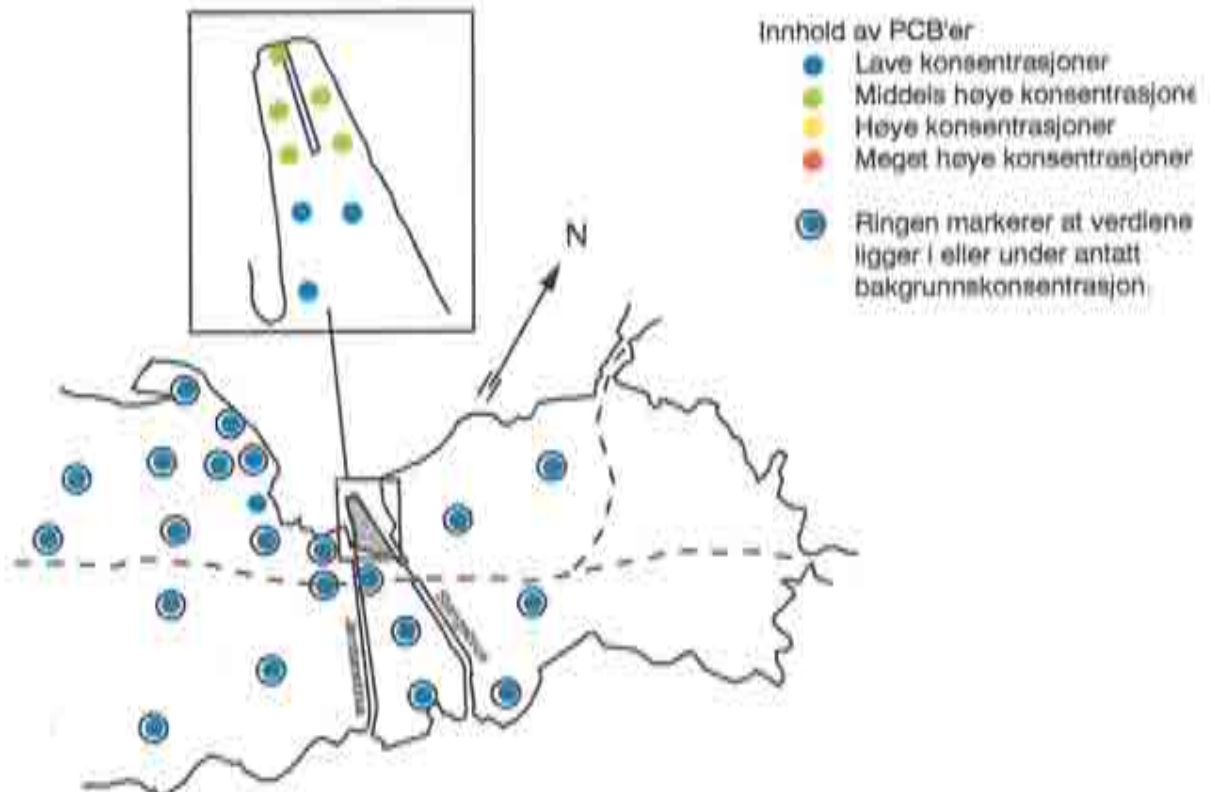 Innhold av PCB'er
Lave konsentrasjoner
Middels høye konsentrasjone
Høye konsentrasjoner
Meget høye konsentrasjoner
Ringen markerer at verdiene
ligger i eller under antatt
bakgrunnskonsentrasjon
N